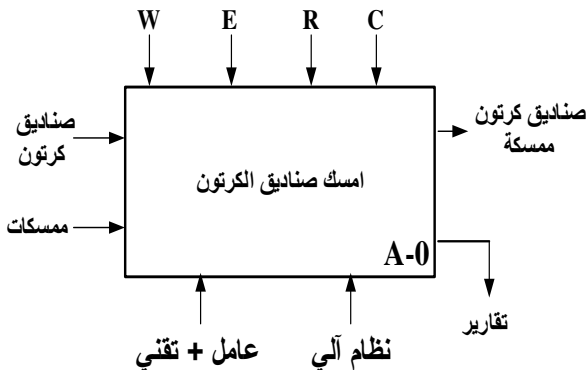 W E R C
صناديق
كرتون
صناديق كرتون
ممسكة
امسك صناديق الكرتون
ممسكات
A-0
تقارير
عامل + تقني
نظام آلي